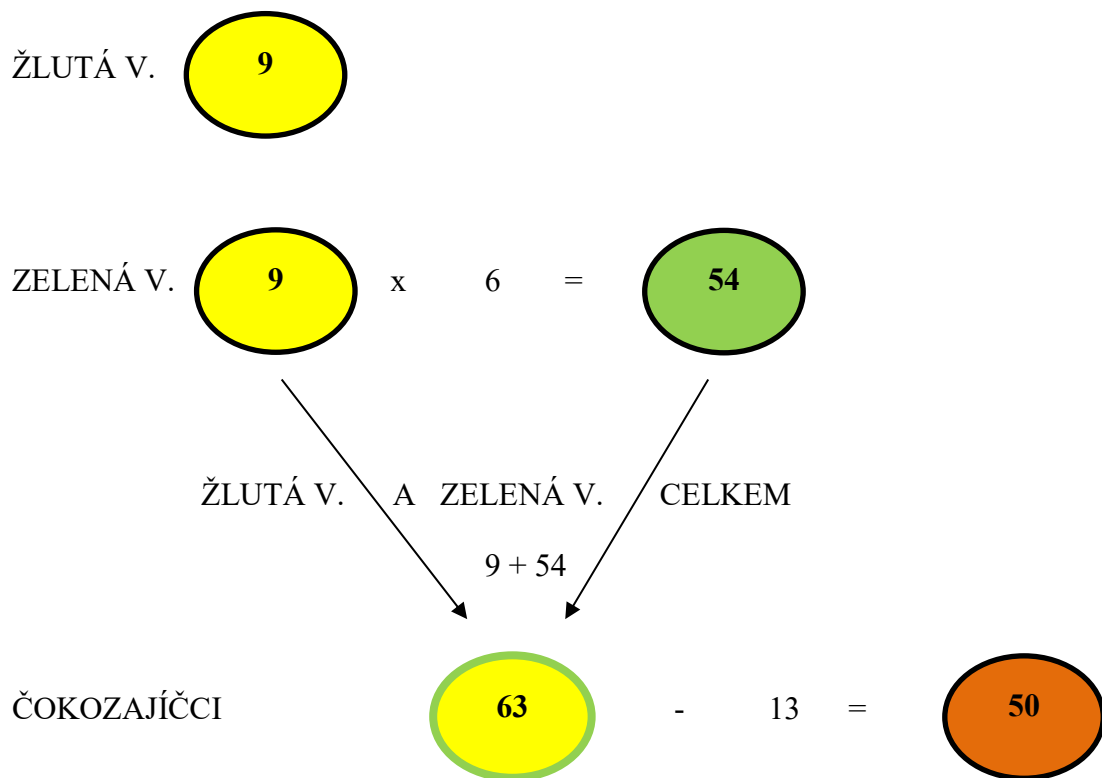 ŽLUTÁ V. 9
ZELENÁ V. 9 x 6 = 54
ŽLUTÁ V. A ZELENÁ V. CELKEM
9 + 54
ČOKOZAJÍČCI 63 - 13 = 50